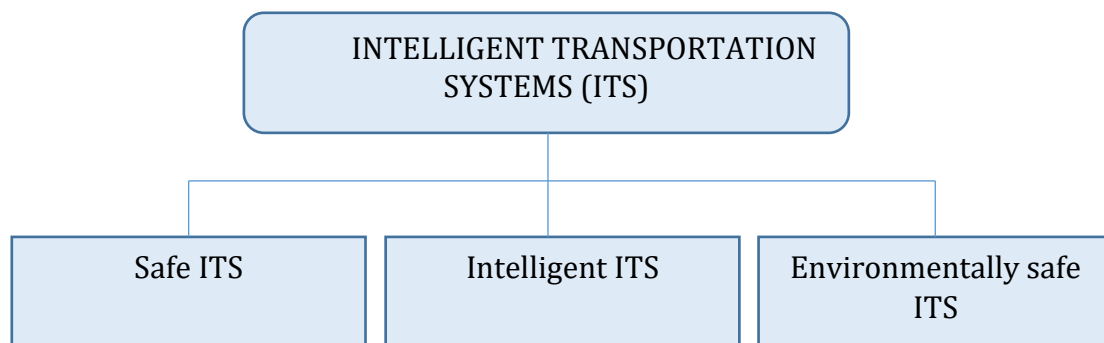 INTELLIGENT TRANSPORTATION
SYSTEMS (ITS)
Safe ITS
Intelligent ITS
Environmentally safe
ITS